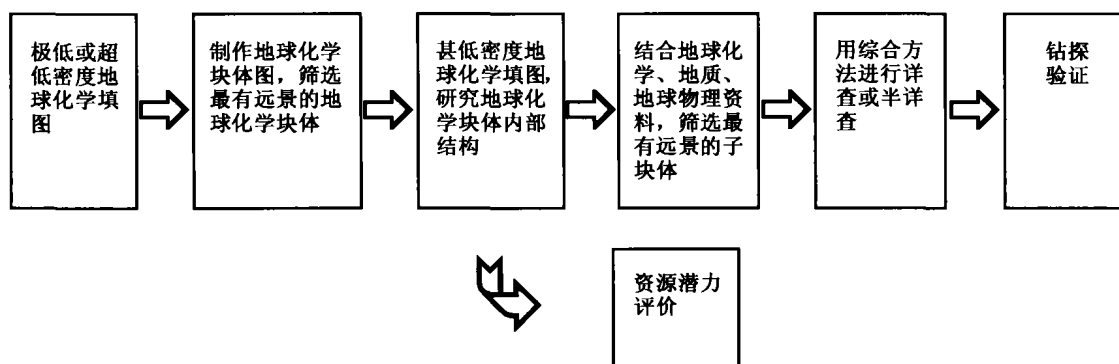 极低或超
低密度地
球化学填
图
制作地球化学
块体图，筛选
最有远景的地
球化学块体
甚低密度地
球化学填图，
研究地球化
学块体内部
结构
结合地球化
学、地质、
地球物理资
料，筛选最
有远景的子
块体
用综合方
法进行详
查或半详
查
钻探
验证
资源潜力
评价